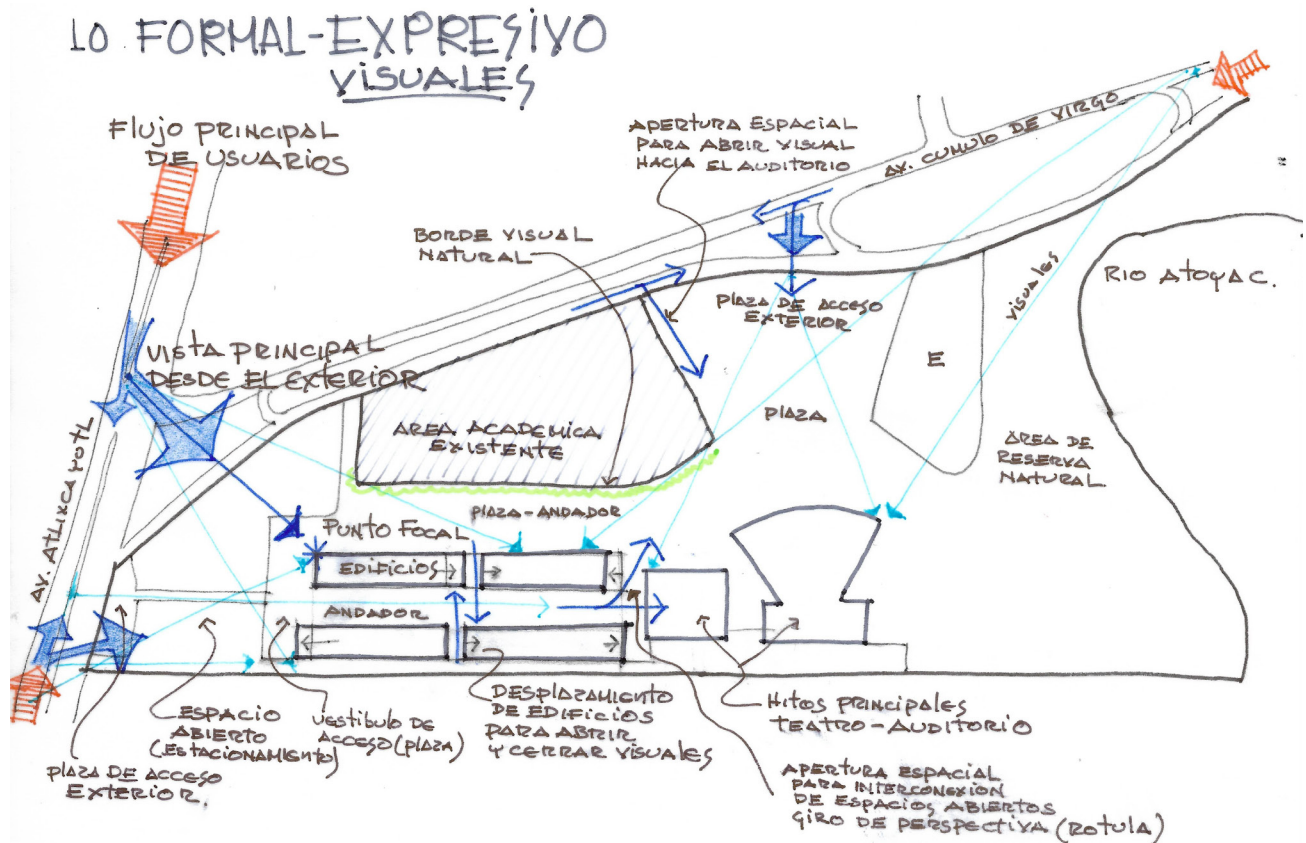 LO FORMAL-EXPRESIVO
VISUALES
FLUJO PRINCIPAL
DE USUARIOS
APERTURA ESPACIAL
PARA ABRIR VISUAL
HACIA EL AUDITORIO
AV. CUMULO DE VIRGO
BORDE VISUAL
NATURAL
RIO ATOYAC.
VISUALES
PLAZA DE ACCESO
EXTERIOR
VISTA PRINCIPAL
DESDE EL EXTERIOR
E
PLAZA
AREA ACADEMICA
EXISTENTE
ÁREA DE
RESERVA
NATURAL
AV. ATLIXCAYOTL
PLAZA-ANDADOR
PUNTO FOCAL
EDIFICIOS
ANDADOR
ESPACIO
ABIERTO
(ESTACIONAMIENTO)
VESTIBULO DE
ACCESO (PLAZA)
DESPLAZAMIENTO
DE EDIFICIOS
PARA ABRIR
Y CERRAR VISUALES
HITOS PRINCIPALES
TEATRO-AUDITORIO
PLAZA DE ACCESO
EXTERIOR.
APERTURA ESPACIAL
PARA INTERCONEXION
DE ESPACIOS ABIERTOS
GIRO DE PERSPECTIVA (ROTULA)